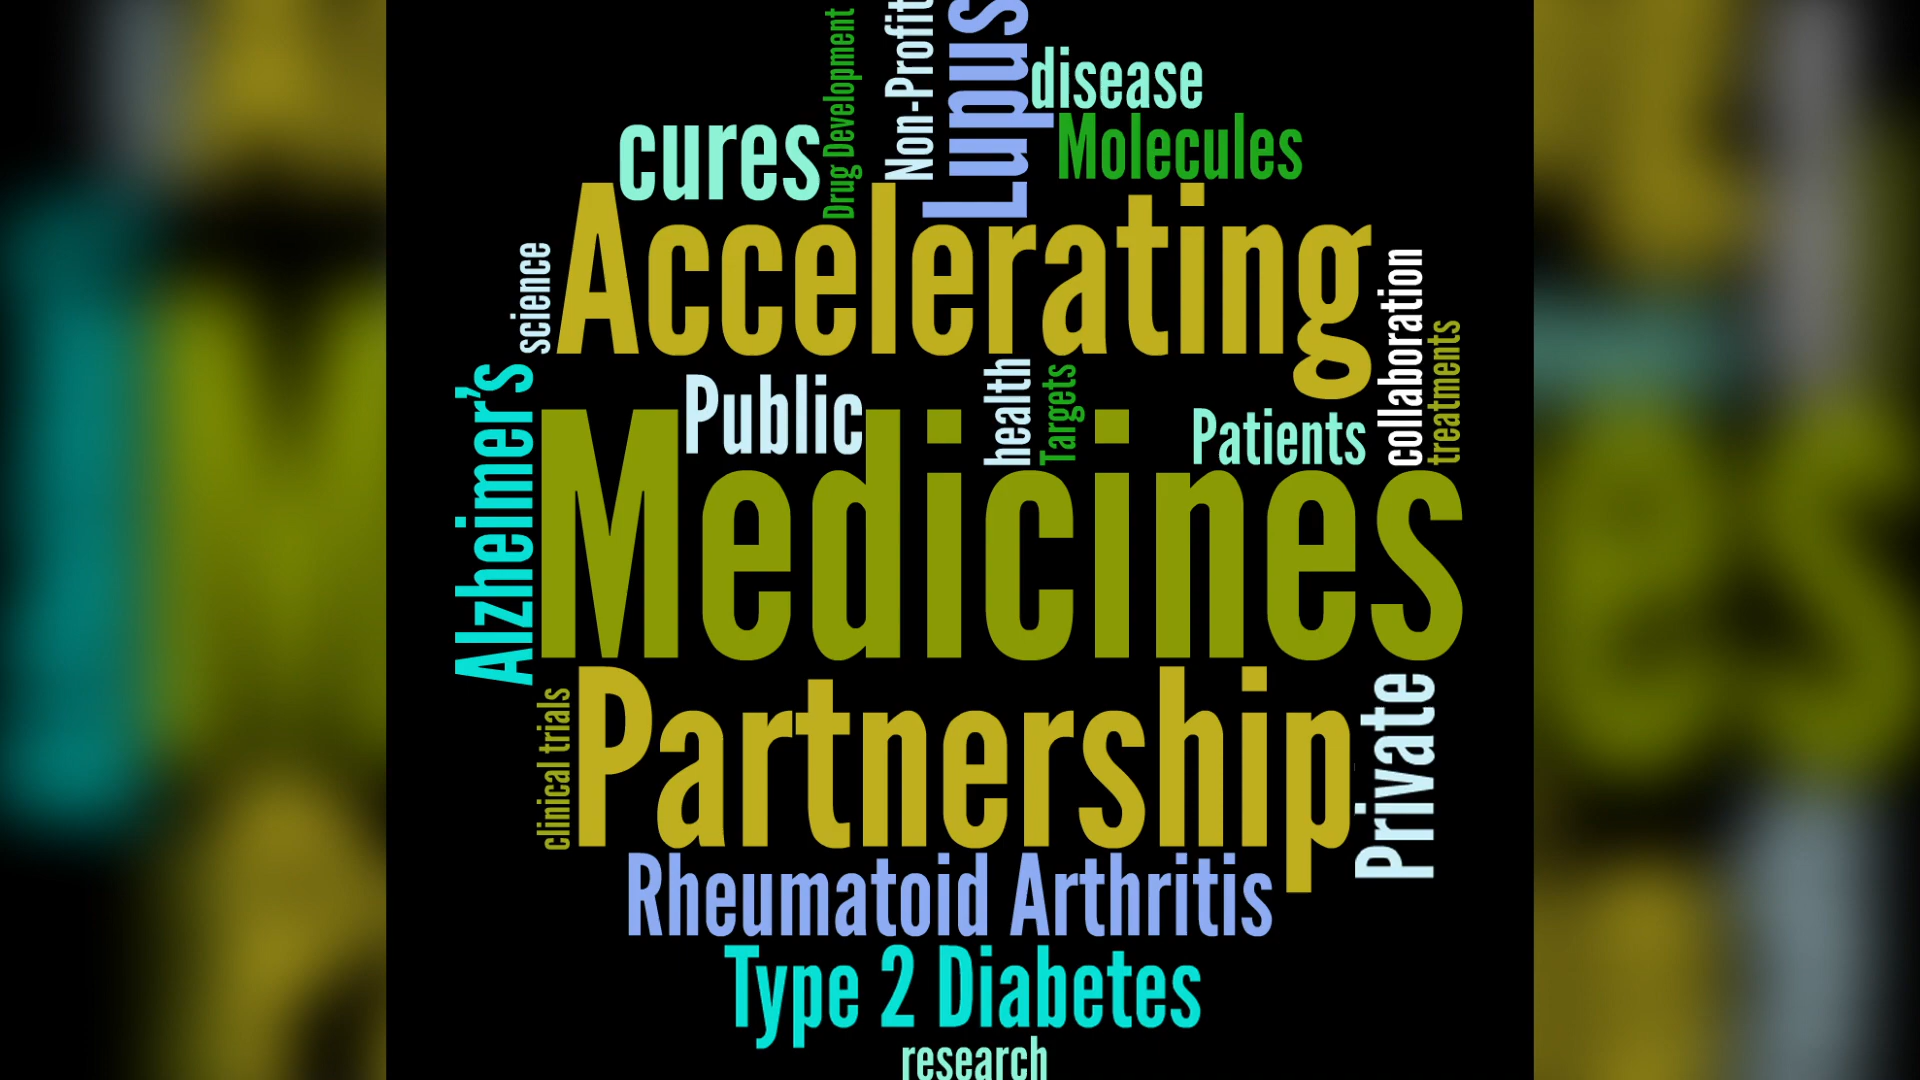 Drug Development
Non-Profit
Lupus
disease
cures
Molecules
science
Accelerating
collaboration
treatments
Alzheimer’s
Public
health
Targets
Patients
Medicines
clinical trials
Partnership
Private
Rheumatoid Arthritis
Type 2 Diabetes
research